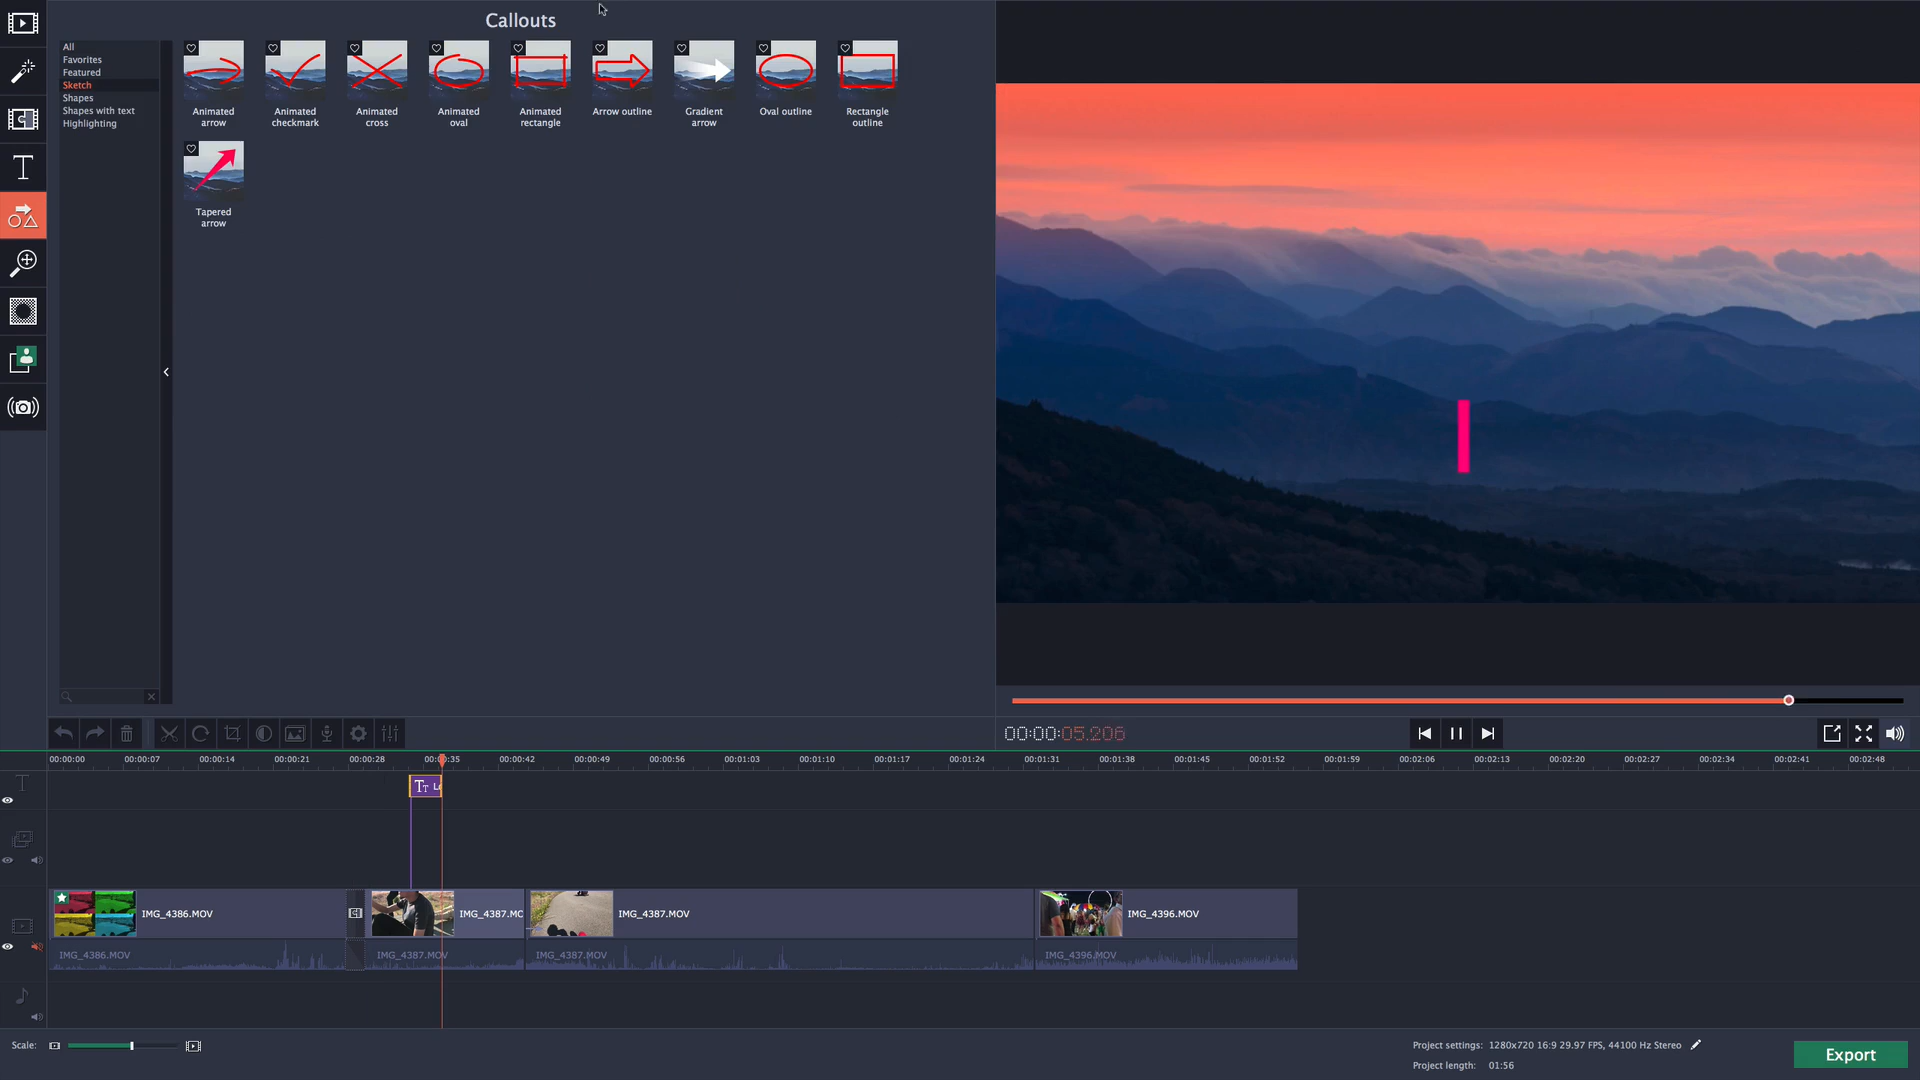 Callouts
All
Favorites
Featured
Sketch
Shapes
Shapes with text
Highlighting
Animated arrow
Animated checkmark
Animated cross
Animated oval
Animated rectangle
Arrow outline
Gradient arrow
Oval outline
Rectangle outline
Tapered arrow
00:00:05.206
00:00:00 00:00:07 00:00:14 00:00:21 00:00:28 00:00:35 00:00:42 00:00:49 00:00:56 00:01:03 00:01:10 00:01:17 00:01:24 00:01:31 00:01:38 00:01:45 00:01:52 00:01:59 00:02:06 00:02:13 00:02:20 00:02:27 00:02:34 00:02:41 00:02:48
IMG_4386.MOV
IMG_4387.MO
IMG_4387.MOV
IMG_4396.MOV
IMG_4386.MOV
IMG_4387.MOV
IMG_4387.MOV
IMG_4396.MOV
Scale:
Project settings: 1280x720 16:9 29.97 FPS, 44100 Hz Stereo
Project length: 01:56
Export